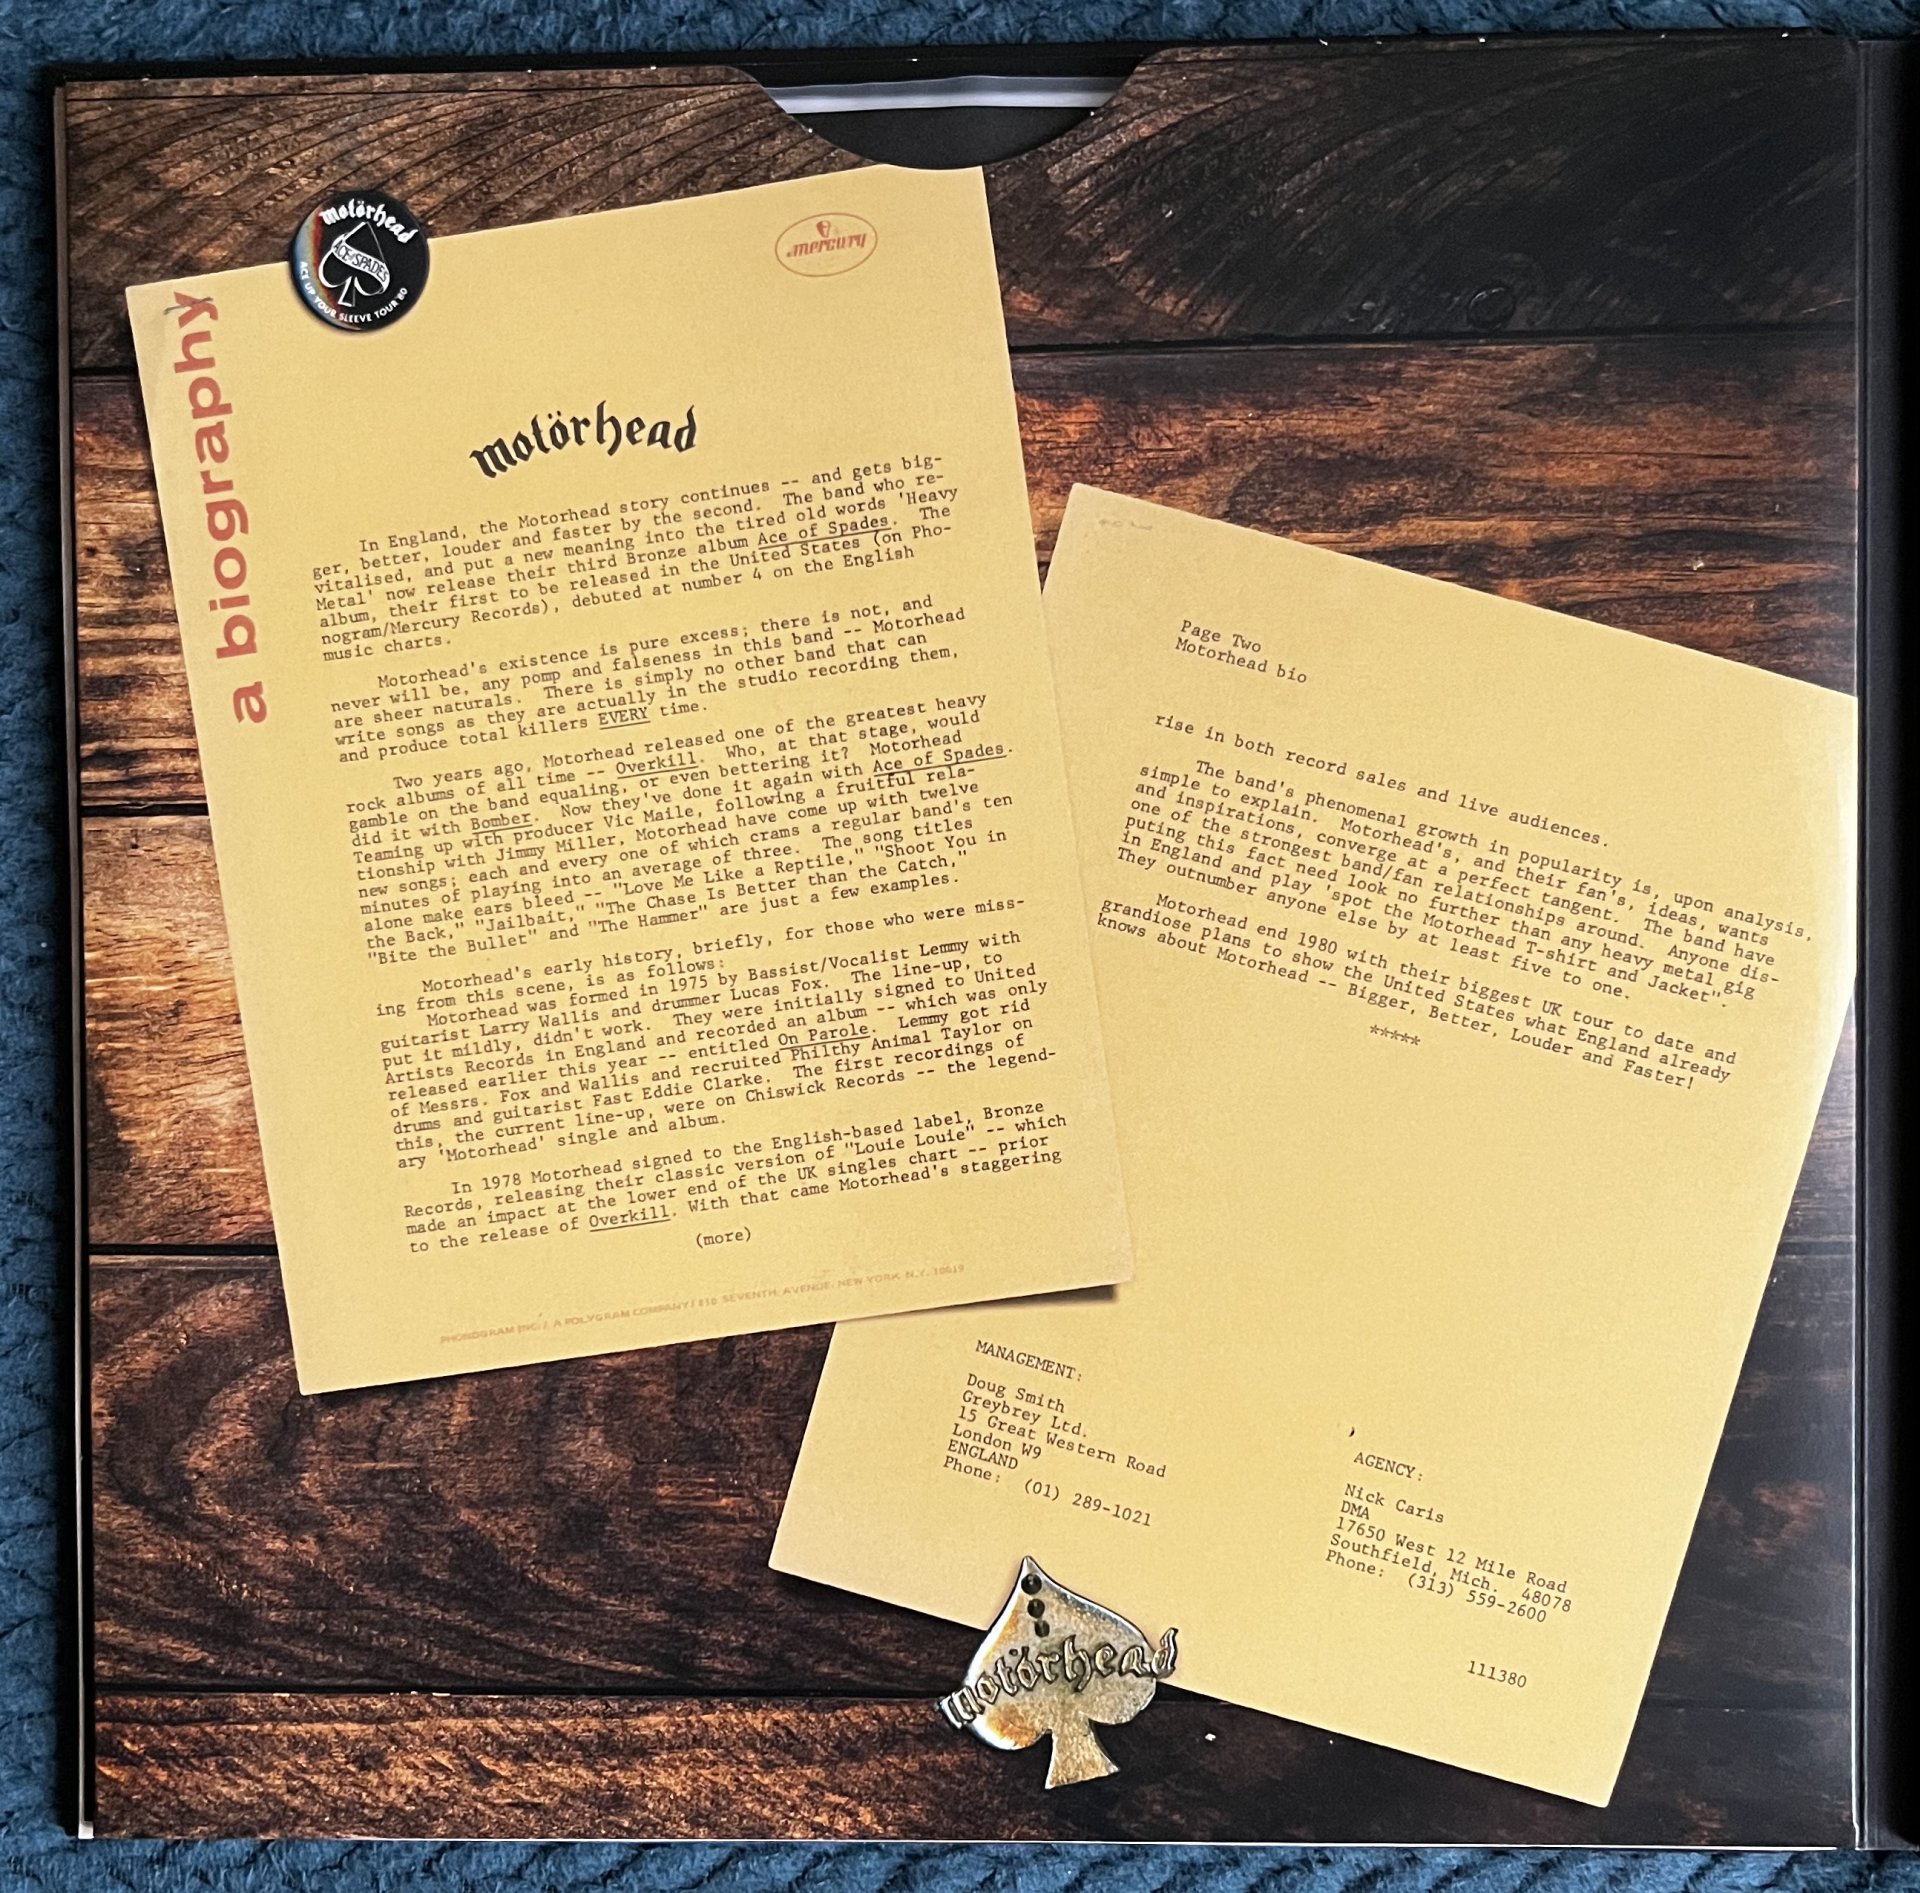 motörhead
ACE OF SPADES
ACE UP YOUR SLEEVE TOUR '80
mercury
a biography
motörhead
In England, the Motorhead story continues -- and gets big-
ger, better, louder and faster by the second. The band who re-
vitalised, and put a new meaning into the tired old words 'Heavy
Metal' now release their third Bronze album Ace of Spades. The
album, their first to be released in the United States (on Pho-
nogram/Mercury Records), debuted at number 4 on the English
music charts.
Motorhead's existence is pure excess; there is not, and
never will be, any pomp and falseness in this band -- Motorhead
are sheer naturals. There is simply no other band that can
write songs as they are actually in the studio recording them,
and produce total killers EVERY time.
Two years ago, Motorhead released one of the greatest heavy
rock albums of all time -- Overkill. Who, at that stage, would
gamble on the band equaling, or even bettering it? Motorhead
did it with Bomber. Now they've done it again with Ace of Spades.
Teaming up with producer Vic Maile, following a fruitful rela-
tionship with Jimmy Miller, Motorhead have come up with twelve
new songs; each and every one of which crams a regular band's ten
minutes of playing into an average of three. The song titles
alone make ears bleed -- "Love Me Like a Reptile," "Shoot You in
the Back," "Jailbait," "The Chase Is Better than the Catch,"
"Bite the Bullet" and "The Hammer" are just a few examples.
Motorhead's early history, briefly, for those who were miss-
ing from this scene, is as follows:
Motorhead was formed in 1975 by Bassist/Vocalist Lemmy with
guitarist Larry Wallis and drummer Lucas Fox. The line-up, to
put it mildly, didn't work. They were initially signed to United
Artists Records in England and recorded an album -- which was only
released earlier this year -- entitled On Parole. Lemmy got rid
of Messrs. Fox and Wallis and recruited Philthy Animal Taylor on
drums and guitarist Fast Eddie Clarke. The first recordings of
this, the current line-up, were on Chiswick Records -- the legend-
ary 'Motorhead' single and album.
In 1978 Motorhead signed to the English-based label, Bronze
Records, releasing their classic version of "Louie Louie" -- which
made an impact at the lower end of the UK singles chart -- prior
to the release of Overkill. With that came Motorhead's staggering
(more)
PHONOGRAM INC. / A POLYGRAM COMPANY / 810 SEVENTH AVENUE, NEW YORK, N.Y. 10019
Page Two
Motorhead bio
rise in both record sales and live audiences.
The band's phenomenal growth in popularity is, upon analysis,
simple to explain. Motorhead's, and their fan's, ideas, wants
and inspirations, converge at a perfect tangent. The band have
one of the strongest band/fan relationships around. Anyone dis-
puting this fact need look no further than any heavy metal gig
in England and play 'spot the Motorhead T-shirt and Jacket".
They outnumber anyone else by at least five to one.
Motorhead end 1980 with their biggest UK tour to date and
grandiose plans to show the United States what England already
knows about Motorhead -- Bigger, Better, Louder and Faster!
*****
MANAGEMENT:
Doug Smith
Greybrey Ltd.
15 Great Western Road
London W9
ENGLAND
Phone: (01) 289-1021
AGENCY:
Nick Caris
DMA
17650 West 12 Mile Road
Southfield, Mich. 48078
Phone: (313) 559-2600
111380
motörhead